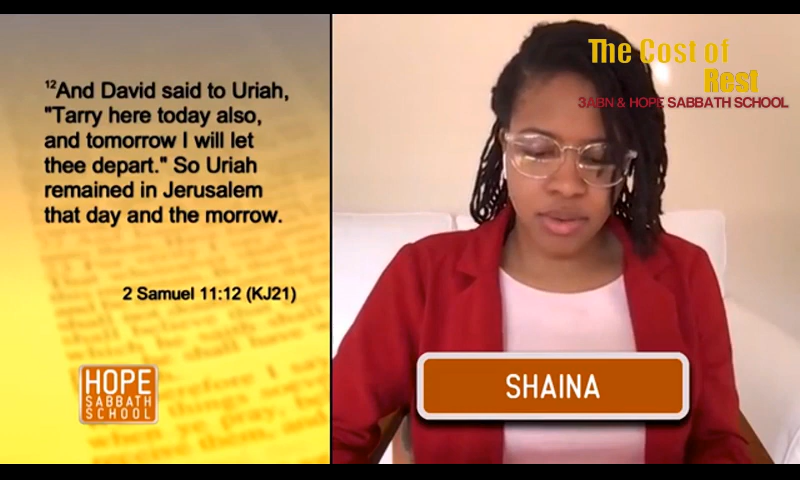 ¹²And David said to Uriah,
"Tarry here today also,
and tomorrow I will let
thee depart." So Uriah
remained in Jerusalem
that day and the morrow.
2 Samuel 11:12 (KJ21)
HOPE
SABBATH
SCHOOL
The Cost of
Rest
3ABN & HOPE SABBATH SCHOOL
SHAINA